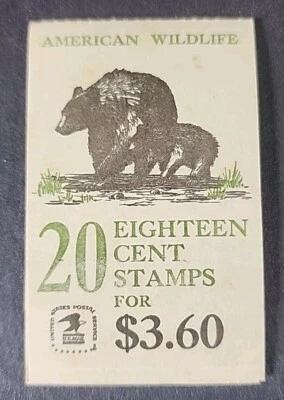 AMERICAN WILDLIFE
20
EIGHTEEN
CENT
STAMPS
FOR
$3.60
UNITED STATES POSTAL SERVICE
U.S.MAIL